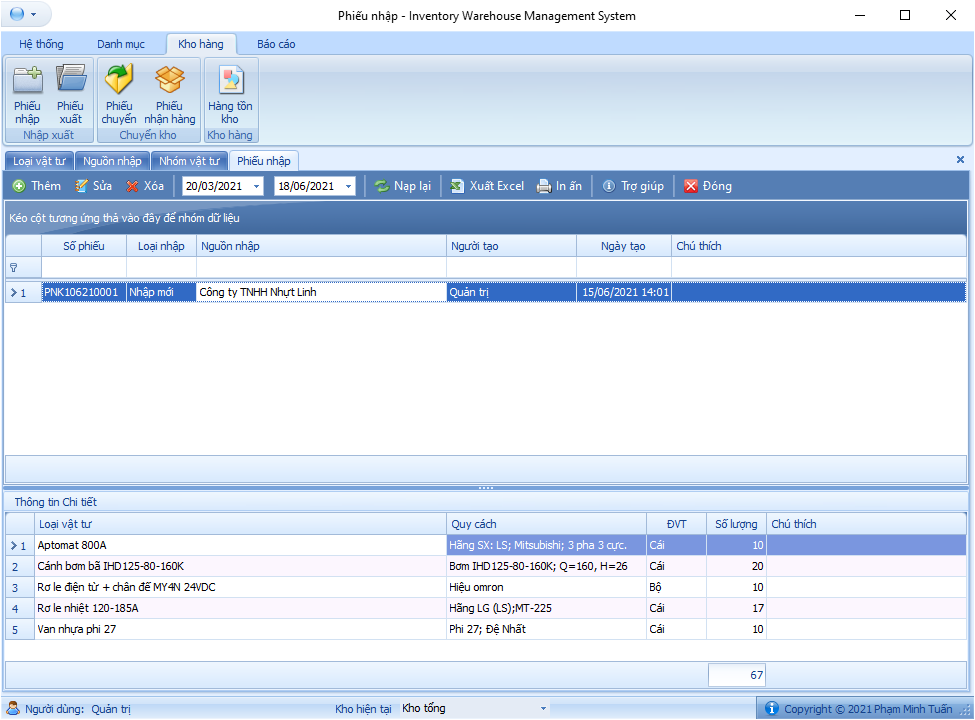 Phiếu nhập - Inventory Warehouse Management System
Hệ thống Danh mục Kho hàng Báo cáo
Phiếu nhập Phiếu xuất Phiếu chuyển Phiếu nhận hàng Hàng tồn kho
Nhập xuất Chuyển kho Kho hàng
Loại vật tư Nguồn nhập Nhóm vật tư Phiếu nhập
Thêm Sửa Xóa 20/03/2021 18/06/2021 Nạp lại Xuất Excel In ấn Trợ giúp Đóng
Kéo cột tương ứng thả vào đây để nhóm dữ liệu
Số phiếu Loại nhập Nguồn nhập Người tạo Ngày tạo Chú thích
1 PNK106210001 Nhập mới Công ty TNHH Nhựt Linh Quản trị 15/06/2021 14:01
Thông tin Chi tiết
Loại vật tư Quy cách ĐVT Số lượng Chú thích
1 Aptomat 800A Hãng SX: LS; Mitsubishi; 3 pha 3 cực. Cái 10
2 Cánh bơm bã IHD125-80-160K Bơm IHD125-80-160K; Q=160, H=26 Cái 20
3 Rơ le điện từ + chân đế MY4N 24VDC Hiệu omron Bộ 10
4 Rơ le nhiệt 120-185A Hãng LG (LS);MT-225 Cái 17
5 Van nhựa phi 27 Phi 27; Đệ Nhất Cái 10
67
Người dùng: Quản trị Kho hiện tại Kho tổng Copyright © 2021 Phạm Minh Tuấn